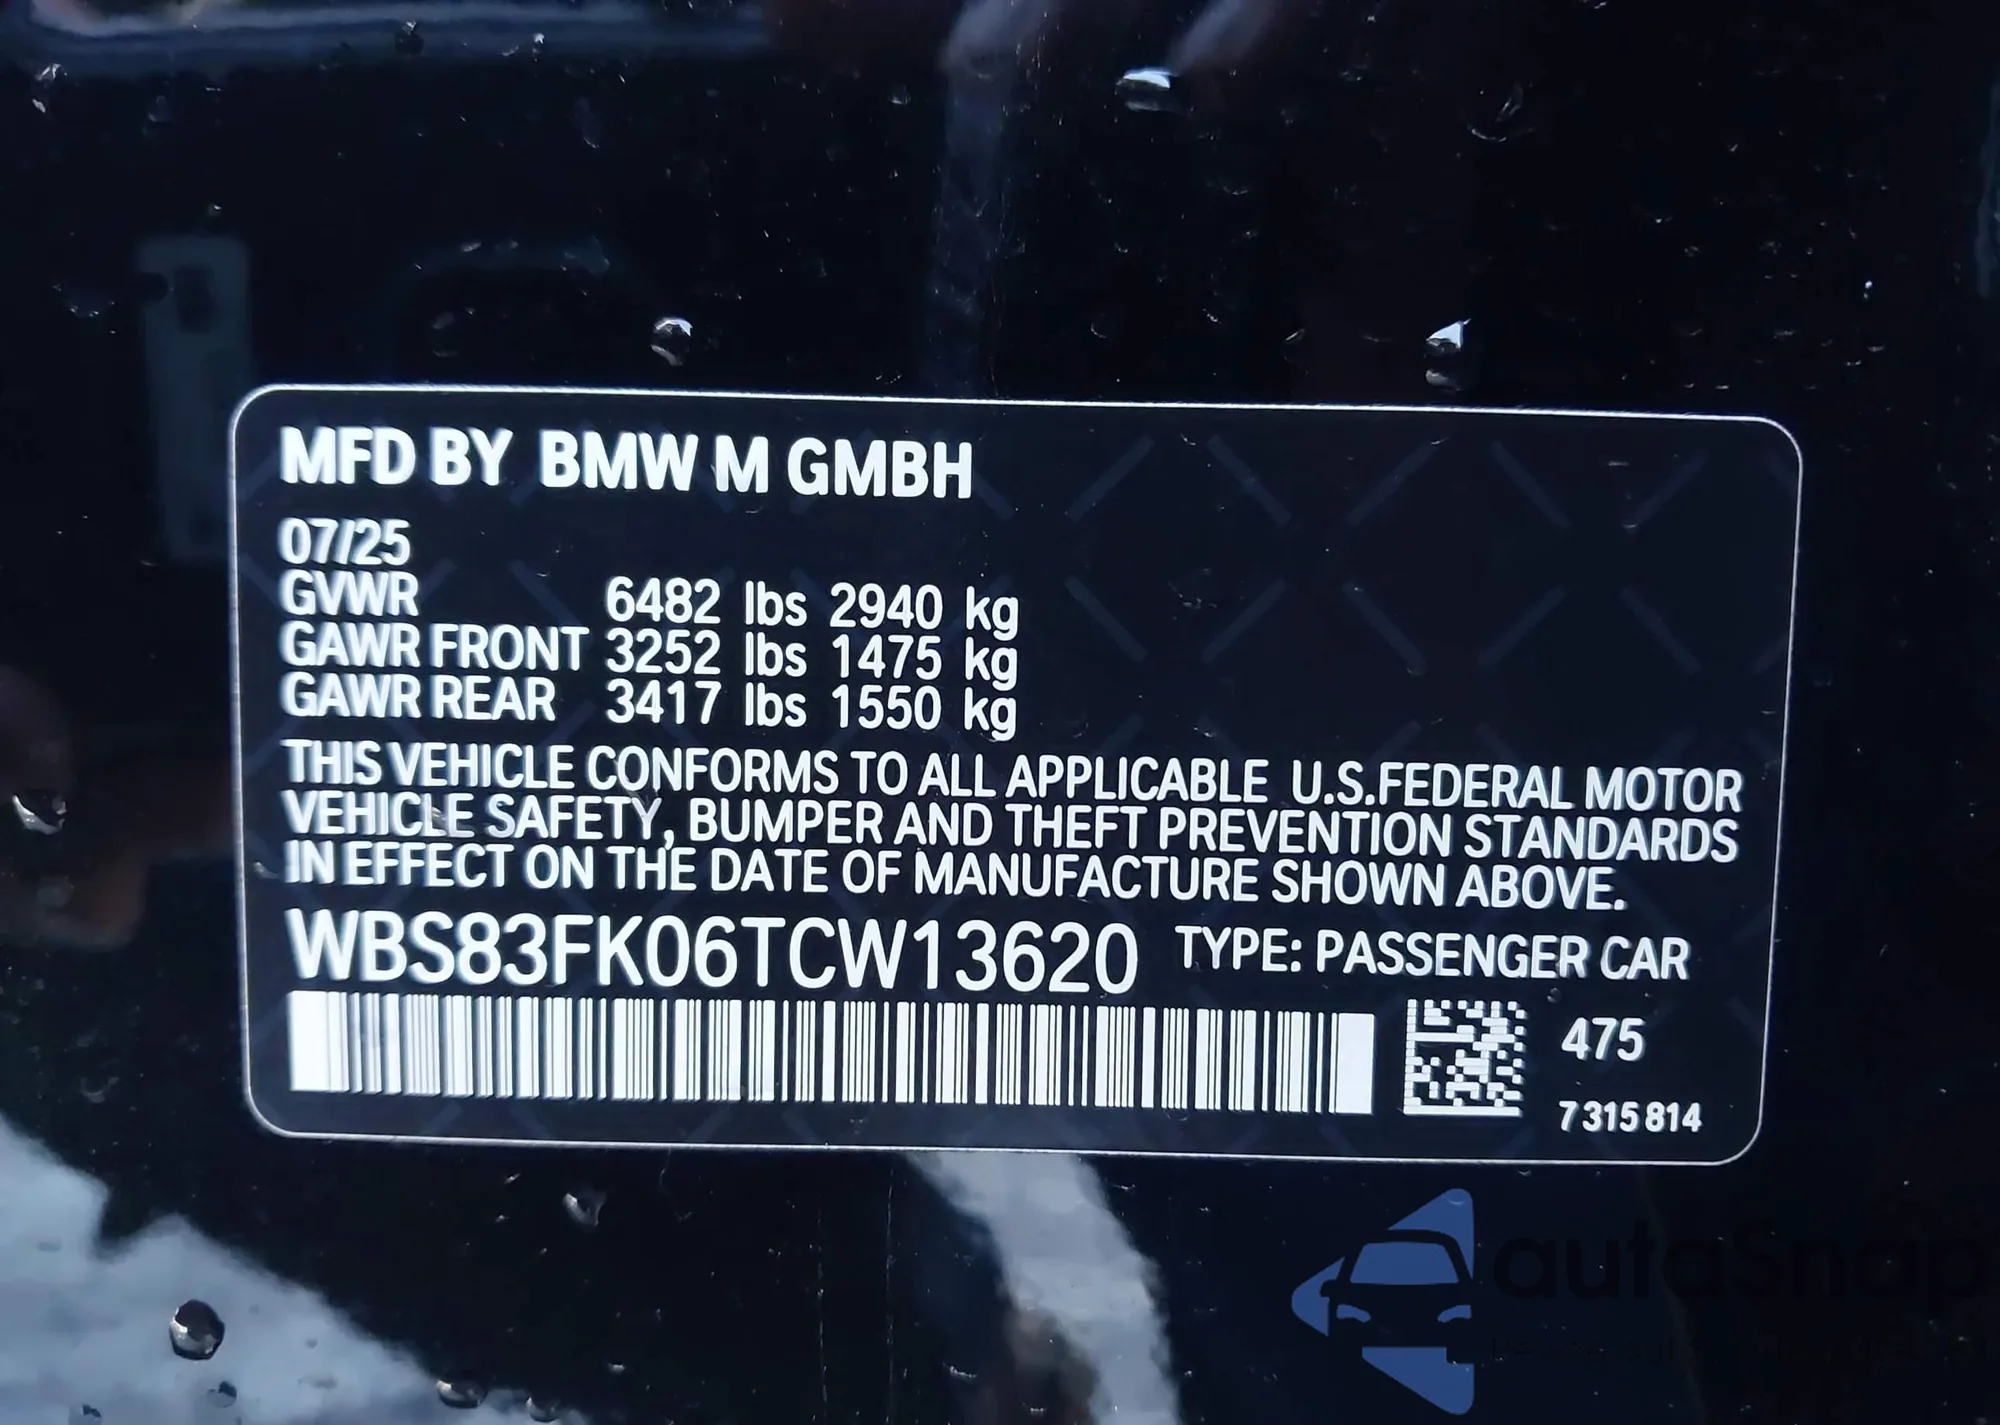 MFD BY BMW M GMBH
07/25
GVWR 6482 lbs 2940 kg
GAWR FRONT 3252 lbs 1475 kg
GAWR REAR 3417 lbs 1550 kg
THIS VEHICLE CONFORMS TO ALL APPLICABLE U.S.FEDERAL MOTOR
VEHICLE SAFETY, BUMPER AND THEFT PREVENTION STANDARDS
IN EFFECT ON THE DATE OF MANUFACTURE SHOWN ABOVE.
WBS83FK06TCW13620 TYPE: PASSENGER CAR
475
7 315 814
autoSnap